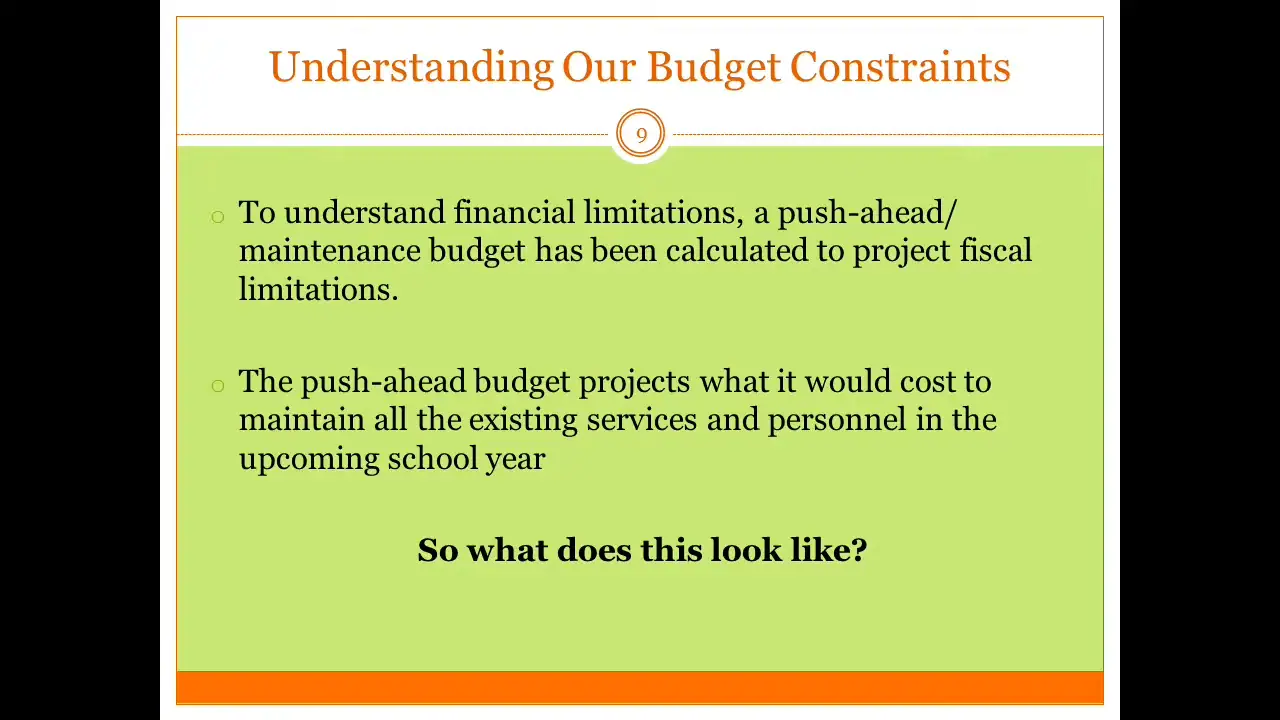 Understanding Our Budget Constraints
9
To understand financial limitations, a push-ahead/
maintenance budget has been calculated to project fiscal
limitations.
The push-ahead budget projects what it would cost to
maintain all the existing services and personnel in the
upcoming school year
So what does this look like?